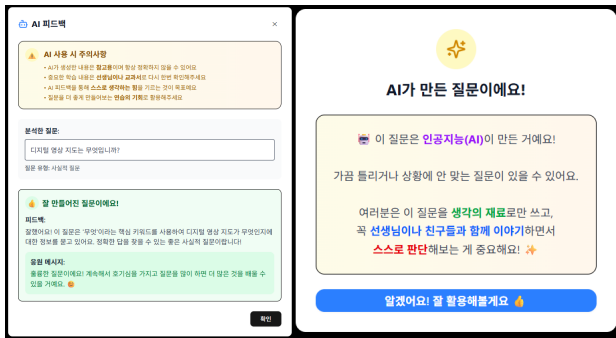 AI 피드백
AI 사용 시 주의사항
• AI가 생성한 내용은 참고용이며 항상 정확하지 않을 수 있어요
• 중요한 학습 내용은 선생님이나 교과서로 다시 한번 확인해주세요
• AI 피드백을 통해 스스로 생각하는 힘을 기르는 것이 목표예요
• 질문을 더 좋게 만들어보는 연습의 기회로 활용해주세요
분석한 질문:
디지털 영상 지도는 무엇입니까?
질문 유형: 사실적 질문
잘 만들어진 질문이에요!
피드백:
잘했어요! 이 질문은 '무엇'이라는 핵심 키워드를 사용하여 디지털 영상 지도가 무엇인지에
대한 정보를 묻고 있어요. 정확한 답을 찾을 수 있는 좋은 사실적 질문이랍니다!
응원 메시지:
훌륭한 질문이에요! 계속해서 호기심을 가지고 질문을 많이 하면 더 많은 것을 배울 수
있을 거예요. 😊
확인
AI가 만든 질문이에요!
🤖 이 질문은 인공지능(AI)이 만든 거예요!
가끔 틀리거나 상황에 안 맞는 질문이 있을 수 있어요.
여러분은 이 질문을 생각의 재료로만 쓰고,
꼭 선생님이나 친구들과 함께 이야기하면서
스스로 판단해보는 게 중요해요! ✨
알겠어요! 잘 활용해볼게요 👍